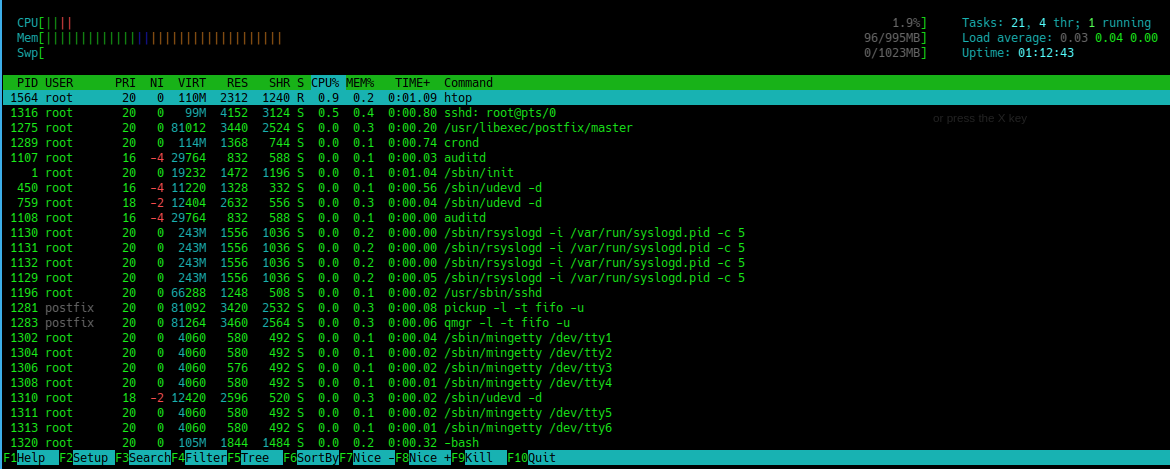 CPU[|||| 1.9%] Tasks: 21, 4 thr; 1 running
Mem[|||||||||||||||||||||||||||||||||| 96/995MB] Load average: 0.03 0.04 0.00
Swp[ 0/1023MB] Uptime: 01:12:43
PID USER PRI NI VIRT RES SHR S CPU% MEM% TIME+ Command
1564 root 20 0 110M 2312 1240 R 0.9 0.2 0:01.09 htop
1316 root 20 0 99M 4152 3124 S 0.5 0.4 0:00.80 sshd: root@pts/0
or press the X key
1275 root 20 0 81012 3440 2524 S 0.0 0.3 0:00.20 /usr/libexec/postfix/master
1289 root 20 0 114M 1368 744 S 0.0 0.1 0:00.74 crond
1107 root 16 -4 29764 832 588 S 0.0 0.1 0:00.03 auditd
1 root 20 0 19232 1472 1196 S 0.0 0.1 0:01.04 /sbin/init
450 root 16 -4 11220 1328 332 S 0.0 0.1 0:00.56 /sbin/udevd -d
759 root 18 -2 12404 2632 556 S 0.0 0.3 0:00.04 /sbin/udevd -d
1108 root 16 -4 29764 832 588 S 0.0 0.1 0:00.00 auditd
1130 root 20 0 243M 1556 1036 S 0.0 0.2 0:00.00 /sbin/rsyslogd -i /var/run/syslogd.pid -c 5
1131 root 20 0 243M 1556 1036 S 0.0 0.2 0:00.00 /sbin/rsyslogd -i /var/run/syslogd.pid -c 5
1132 root 20 0 243M 1556 1036 S 0.0 0.2 0:00.00 /sbin/rsyslogd -i /var/run/syslogd.pid -c 5
1129 root 20 0 243M 1556 1036 S 0.0 0.2 0:00.05 /sbin/rsyslogd -i /var/run/syslogd.pid -c 5
1196 root 20 0 66288 1248 508 S 0.0 0.1 0:00.02 /usr/sbin/sshd
1281 postfix 20 0 81092 3420 2532 S 0.0 0.3 0:00.08 pickup -l -t fifo -u
1283 postfix 20 0 81264 3460 2564 S 0.0 0.3 0:00.06 qmgr -l -t fifo -u
1302 root 20 0 4060 580 492 S 0.0 0.1 0:00.04 /sbin/mingetty /dev/tty1
1304 root 20 0 4060 580 492 S 0.0 0.1 0:00.02 /sbin/mingetty /dev/tty2
1306 root 20 0 4060 576 492 S 0.0 0.1 0:00.02 /sbin/mingetty /dev/tty3
1308 root 20 0 4060 580 492 S 0.0 0.1 0:00.01 /sbin/mingetty /dev/tty4
1310 root 18 -2 12420 2596 520 S 0.0 0.3 0:00.00 /sbin/udevd -d
1311 root 20 0 4060 580 492 S 0.0 0.1 0:00.02 /sbin/mingetty /dev/tty5
1313 root 20 0 4060 580 492 S 0.0 0.1 0:00.01 /sbin/mingetty /dev/tty6
1320 root 20 0 105M 1844 1484 S 0.0 0.2 0:00.32 -bash
F1Help F2Setup F3SearchF4FilterF5Tree F6SortByF7Nice -F8Nice +F9Kill F10Quit